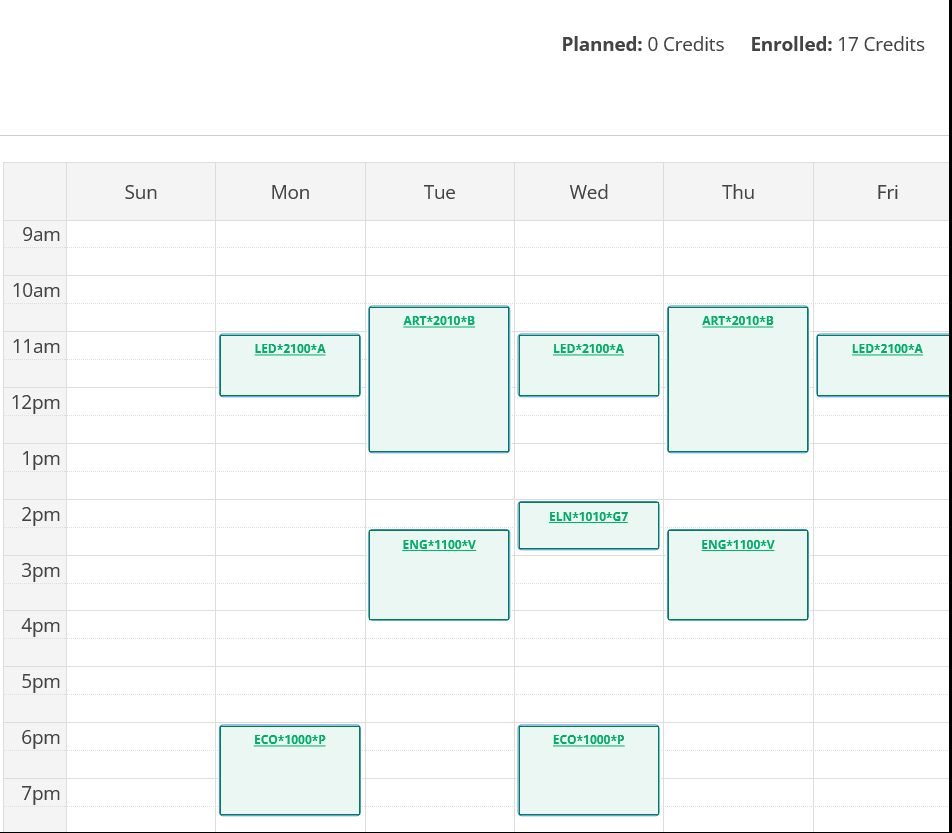 Planned: 0 Credits Enrolled: 17 Credits
Sun Mon Tue Wed Thu Fri
9am
10am
ART*2010*B ART*2010*B
11am LED*2100*A LED*2100*A LED*2100*A
12pm
1pm
2pm ELN*1010*G7
ENG*1100*V ENG*1100*V
3pm
4pm
5pm
6pm ECO*1000*P ECO*1000*P
7pm